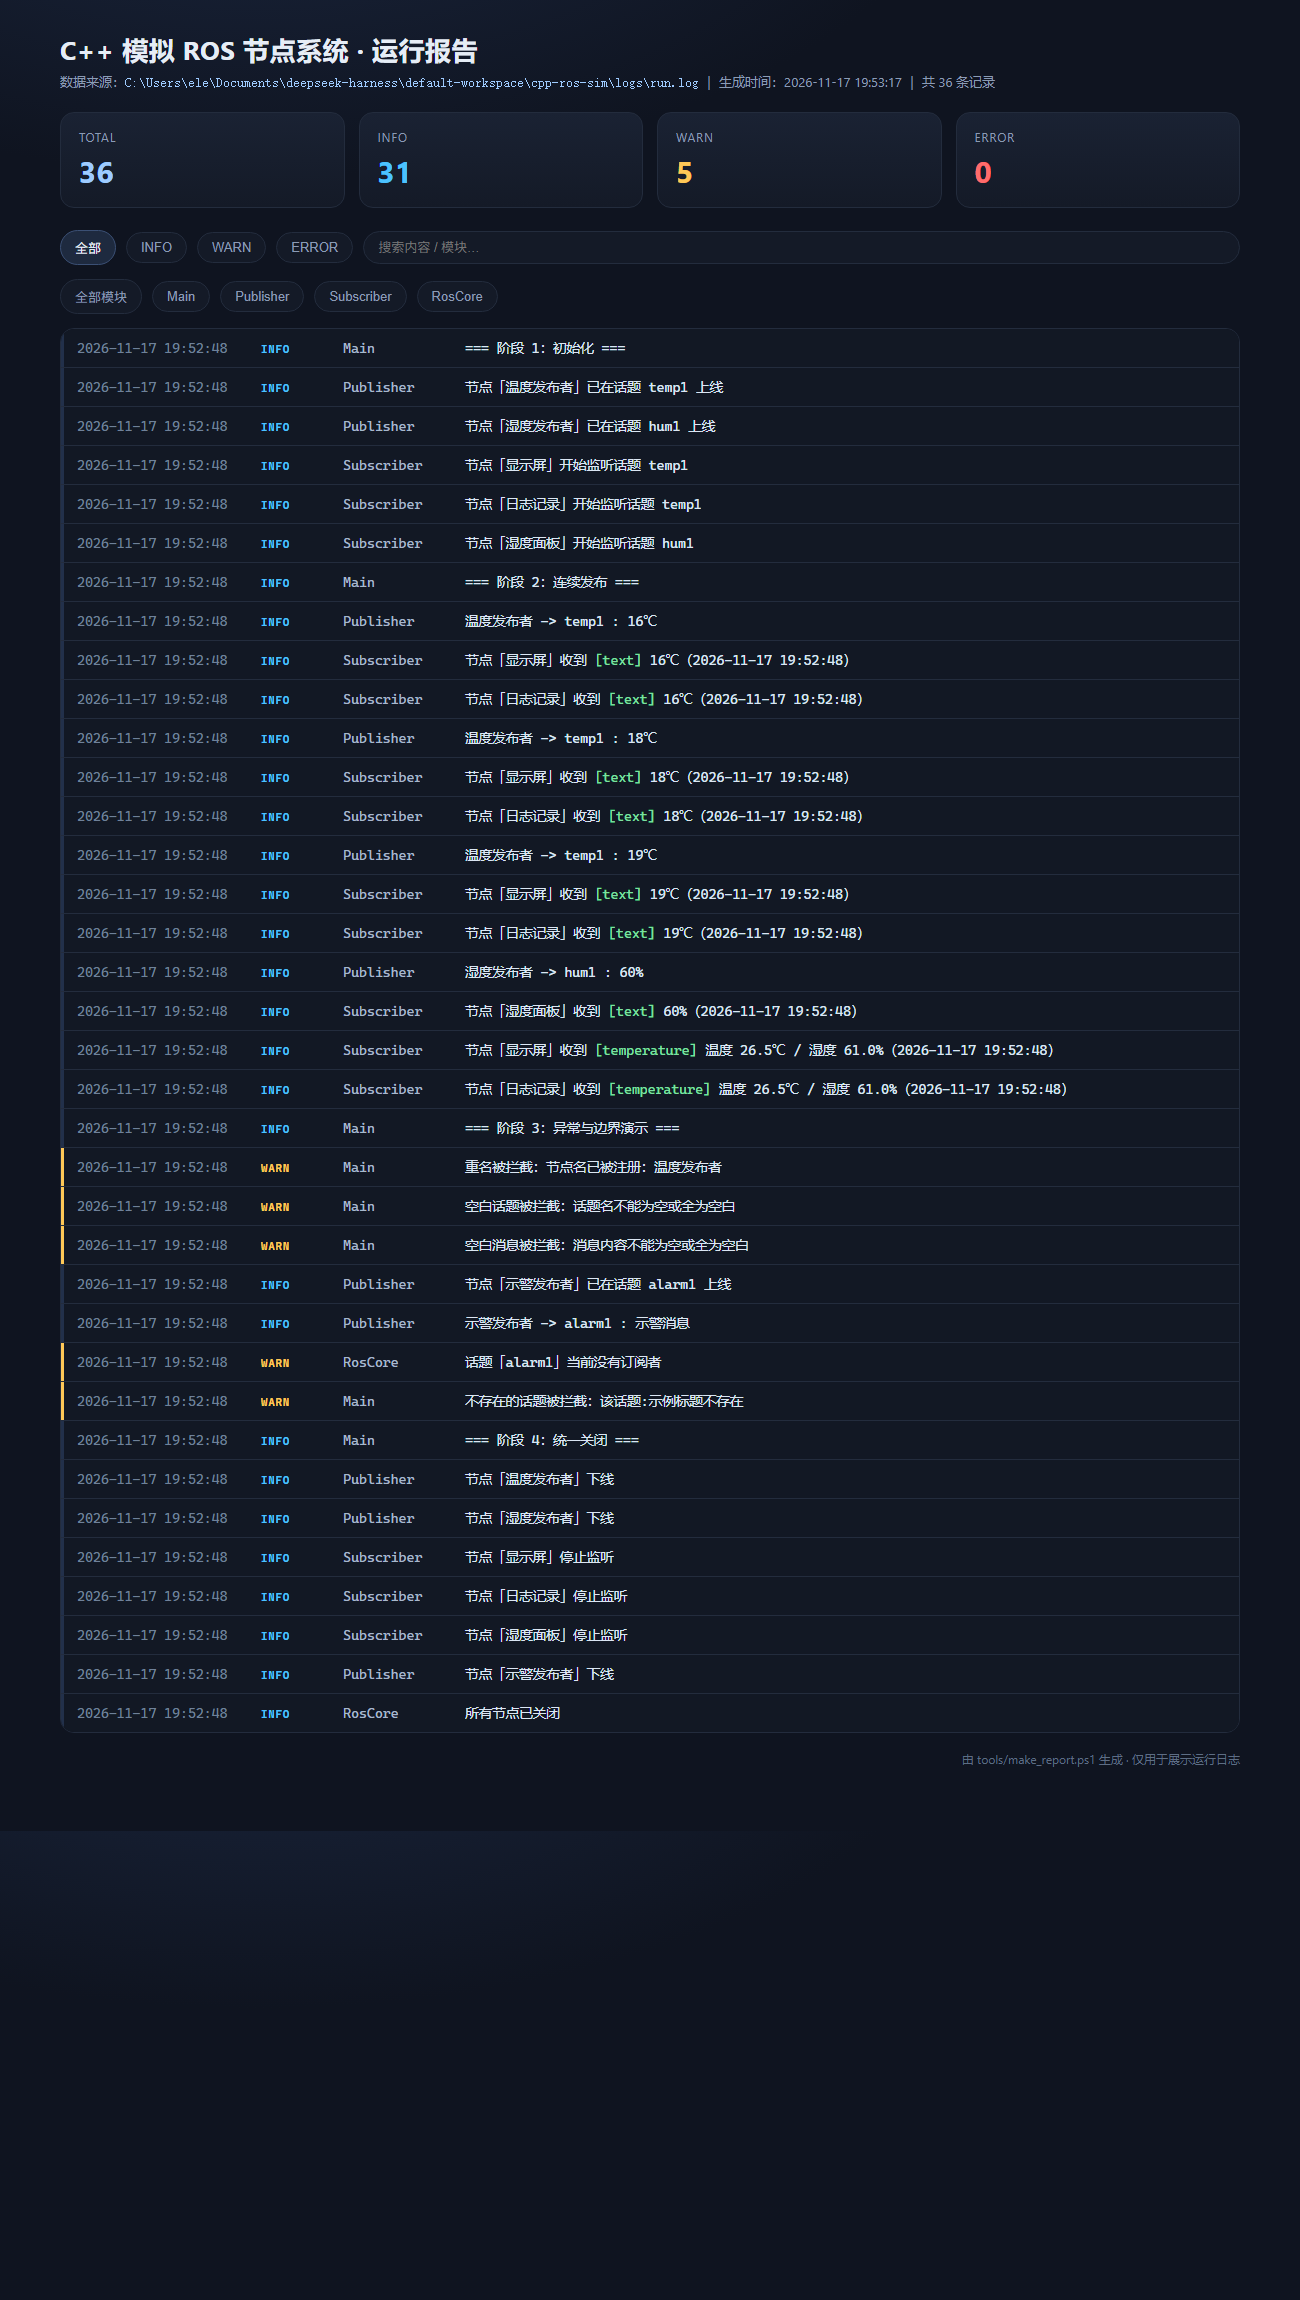 C++ 模拟 ROS 节点系统 · 运行报告
数据来源：C:\Users\ele\Documents\deepseek-harness\default-workspace\cpp-ros-sim\logs\run.log | 生成时间：2026-11-17 19:53:17 | 共 36 条记录
TOTAL INFO WARN ERROR
36 31 5 0
全部 INFO WARN ERROR 搜索内容 / 模块...
全部模块 Main Publisher Subscriber RosCore
2026-11-17 19:52:48 INFO Main === 阶段 1：初始化 ===
2026-11-17 19:52:48 INFO Publisher 节点「温度发布者」已在话题 temp1 上线
2026-11-17 19:52:48 INFO Publisher 节点「湿度发布者」已在话题 hum1 上线
2026-11-17 19:52:48 INFO Subscriber 节点「显示屏」开始监听话题 temp1
2026-11-17 19:52:48 INFO Subscriber 节点「日志记录」开始监听话题 temp1
2026-11-17 19:52:48 INFO Subscriber 节点「湿度面板」开始监听话题 hum1
2026-11-17 19:52:48 INFO Main === 阶段 2：连续发布 ===
2026-11-17 19:52:48 INFO Publisher 温度发布者 -> temp1 : 16℃
2026-11-17 19:52:48 INFO Subscriber 节点「显示屏」收到 [text] 16℃（2026-11-17 19:52:48）
2026-11-17 19:52:48 INFO Subscriber 节点「日志记录」收到 [text] 16℃（2026-11-17 19:52:48）
2026-11-17 19:52:48 INFO Publisher 温度发布者 -> temp1 : 18℃
2026-11-17 19:52:48 INFO Subscriber 节点「显示屏」收到 [text] 18℃（2026-11-17 19:52:48）
2026-11-17 19:52:48 INFO Subscriber 节点「日志记录」收到 [text] 18℃（2026-11-17 19:52:48）
2026-11-17 19:52:48 INFO Publisher 温度发布者 -> temp1 : 19℃
2026-11-17 19:52:48 INFO Subscriber 节点「显示屏」收到 [text] 19℃（2026-11-17 19:52:48）
2026-11-17 19:52:48 INFO Subscriber 节点「日志记录」收到 [text] 19℃（2026-11-17 19:52:48）
2026-11-17 19:52:48 INFO Publisher 湿度发布者 -> hum1 : 60%
2026-11-17 19:52:48 INFO Subscriber 节点「湿度面板」收到 [text] 60%（2026-11-17 19:52:48）
2026-11-17 19:52:48 INFO Subscriber 节点「显示屏」收到 [temperature] 温度 26.5℃ / 湿度 61.0%（2026-11-17 19:52:48）
2026-11-17 19:52:48 INFO Subscriber 节点「日志记录」收到 [temperature] 温度 26.5℃ / 湿度 61.0%（2026-11-17 19:52:48）
2026-11-17 19:52:48 INFO Main === 阶段 3：异常与边界演示 ===
2026-11-17 19:52:48 WARN Main 重名被拦截：节点名已被注册：温度发布者
2026-11-17 19:52:48 WARN Main 空白话题被拦截：话题名不能为空或全为空白
2026-11-17 19:52:48 WARN Main 空白消息被拦截：消息内容不能为空或全为空白
2026-11-17 19:52:48 INFO Publisher 节点「示警发布者」已在话题 alarm1 上线
2026-11-17 19:52:48 INFO Publisher 示警发布者 -> alarm1 : 示警消息
2026-11-17 19:52:48 WARN RosCore 话题「alarm1」当前没有订阅者
2026-11-17 19:52:48 WARN Main 不存在的话题被拦截：该话题:示例标题不存在
2026-11-17 19:52:48 INFO Main === 阶段 4：统一关闭 ===
2026-11-17 19:52:48 INFO Publisher 节点「温度发布者」下线
2026-11-17 19:52:48 INFO Publisher 节点「湿度发布者」下线
2026-11-17 19:52:48 INFO Subscriber 节点「显示屏」停止监听
2026-11-17 19:52:48 INFO Subscriber 节点「日志记录」停止监听
2026-11-17 19:52:48 INFO Subscriber 节点「湿度面板」停止监听
2026-11-17 19:52:48 INFO Publisher 节点「示警发布者」下线
2026-11-17 19:52:48 INFO RosCore 所有节点已关闭
由 tools/make_report.ps1 生成 · 仅用于展示运行日志